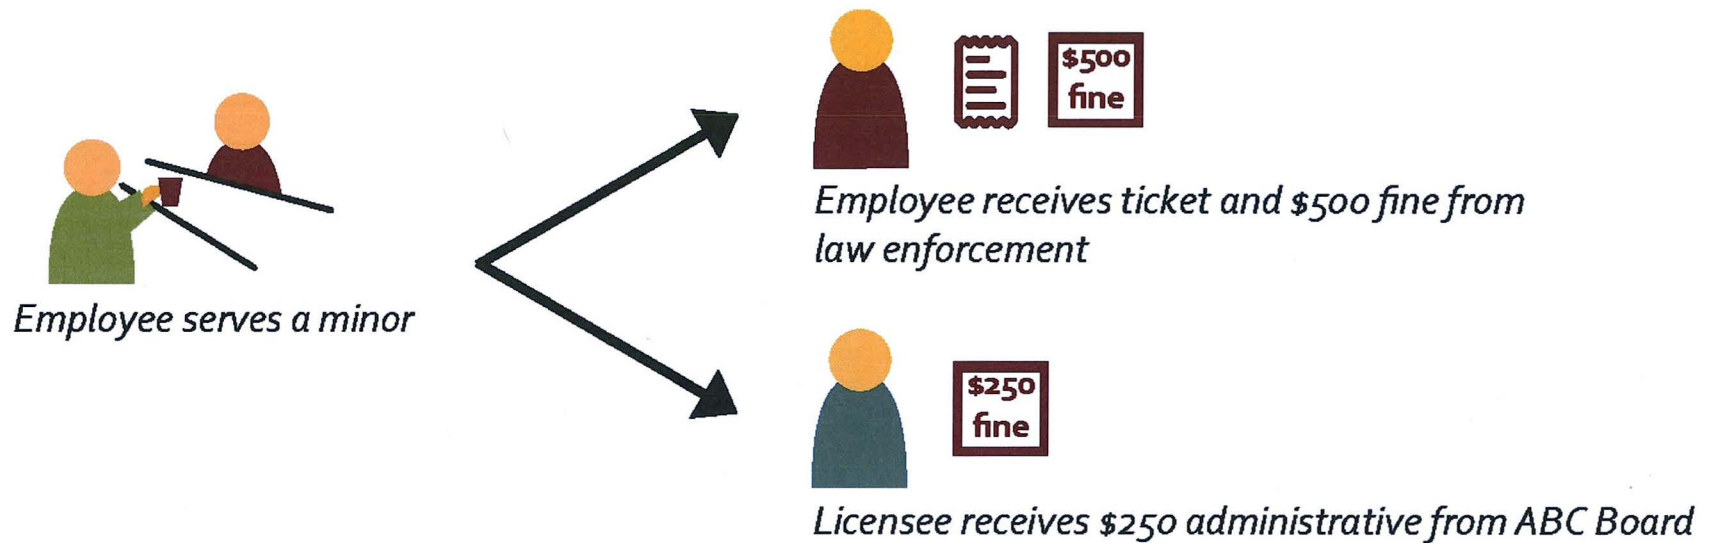 Employee serves a minor
$500
fine
Employee receives ticket and $500 fine from
law enforcement
$250
fine
Licensee receives $250 administrative from ABC Board